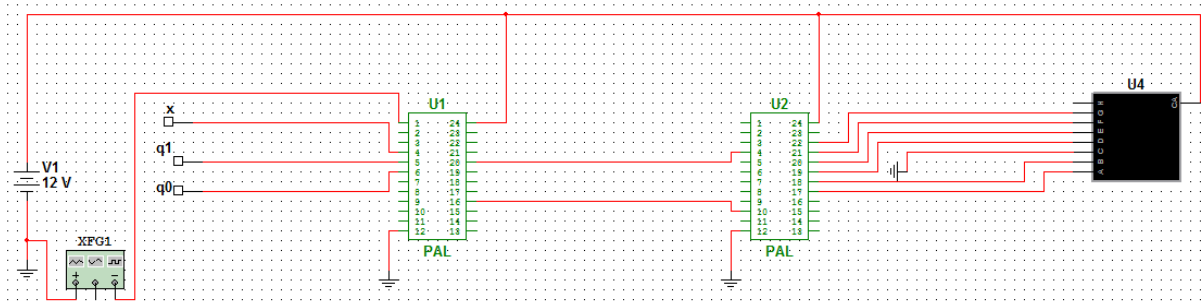 U4
CA
H
G
F
E
D
C
B
A
x
q1
q0
U1
1 24
2 23
3 22
4 21
5 20
6 19
7 18
8 17
9 16
10 15
11 14
12 13
PAL
U2
1 24
2 23
3 22
4 21
5 20
6 19
7 18
8 17
9 16
10 15
11 14
12 13
PAL
V1
12 V
XFG1
+ −